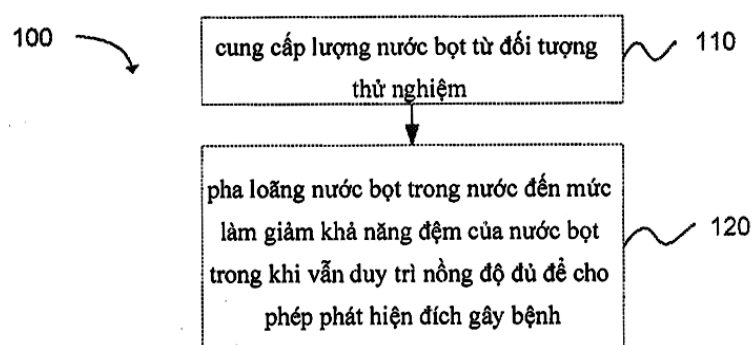 100
cung cấp lượng nước bọt từ đối tượng
thử nghiệm
110
pha loãng nước bọt trong nước đến mức
làm giảm khả năng đệm của nước bọt
trong khi vẫn duy trì nồng độ đủ để cho
phép phát hiện đích gây bệnh
120